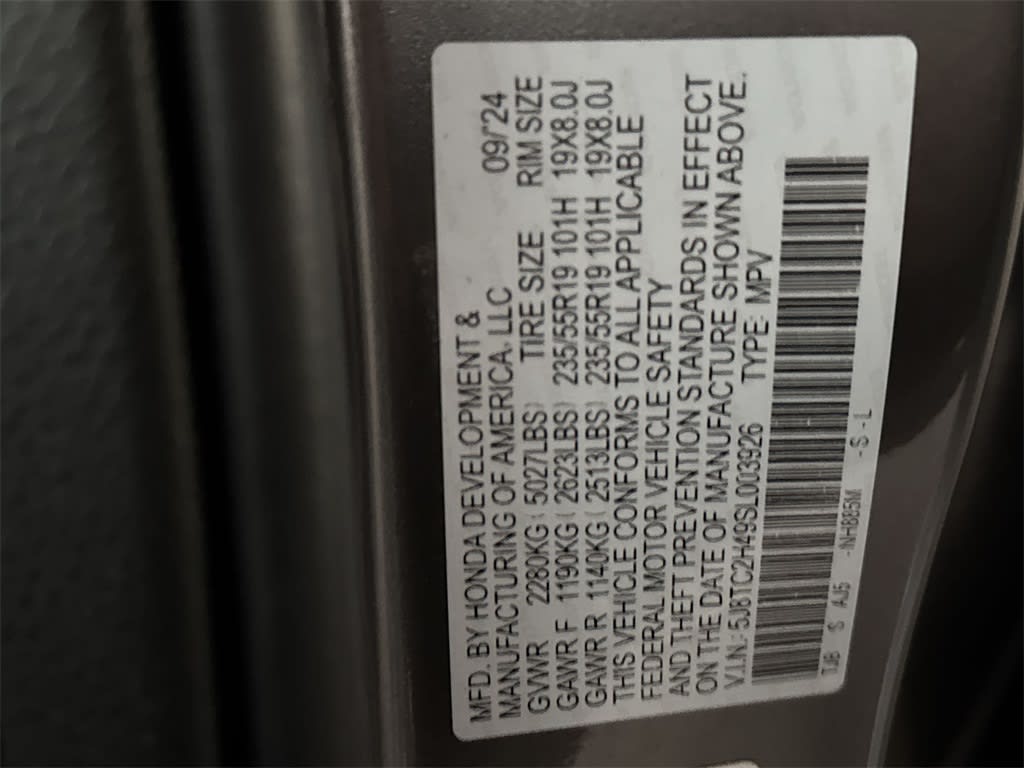 MFD. BY HONDA DEVELOPMENT &
MANUFACTURING OF AMERICA, LLC 09/'24
GVWR 2280KG (5027LBS) TIRE SIZE RIM SIZE
GAWR F 1190KG (2623LBS) 235/55R19 101H 19X8.0J
GAWR R 1140KG (2513LBS) 235/55R19 101H 19X8.0J
THIS VEHICLE CONFORMS TO ALL APPLICABLE
FEDERAL MOTOR VEHICLE SAFETY
AND THEFT PREVENTION STANDARDS IN EFFECT
ON THE DATE OF MANUFACTURE SHOWN ABOVE.
V.I.N.: 5J8TC2H49SL003926 TYPE: MPV
TJB S AJ5 -NH885M -S-L